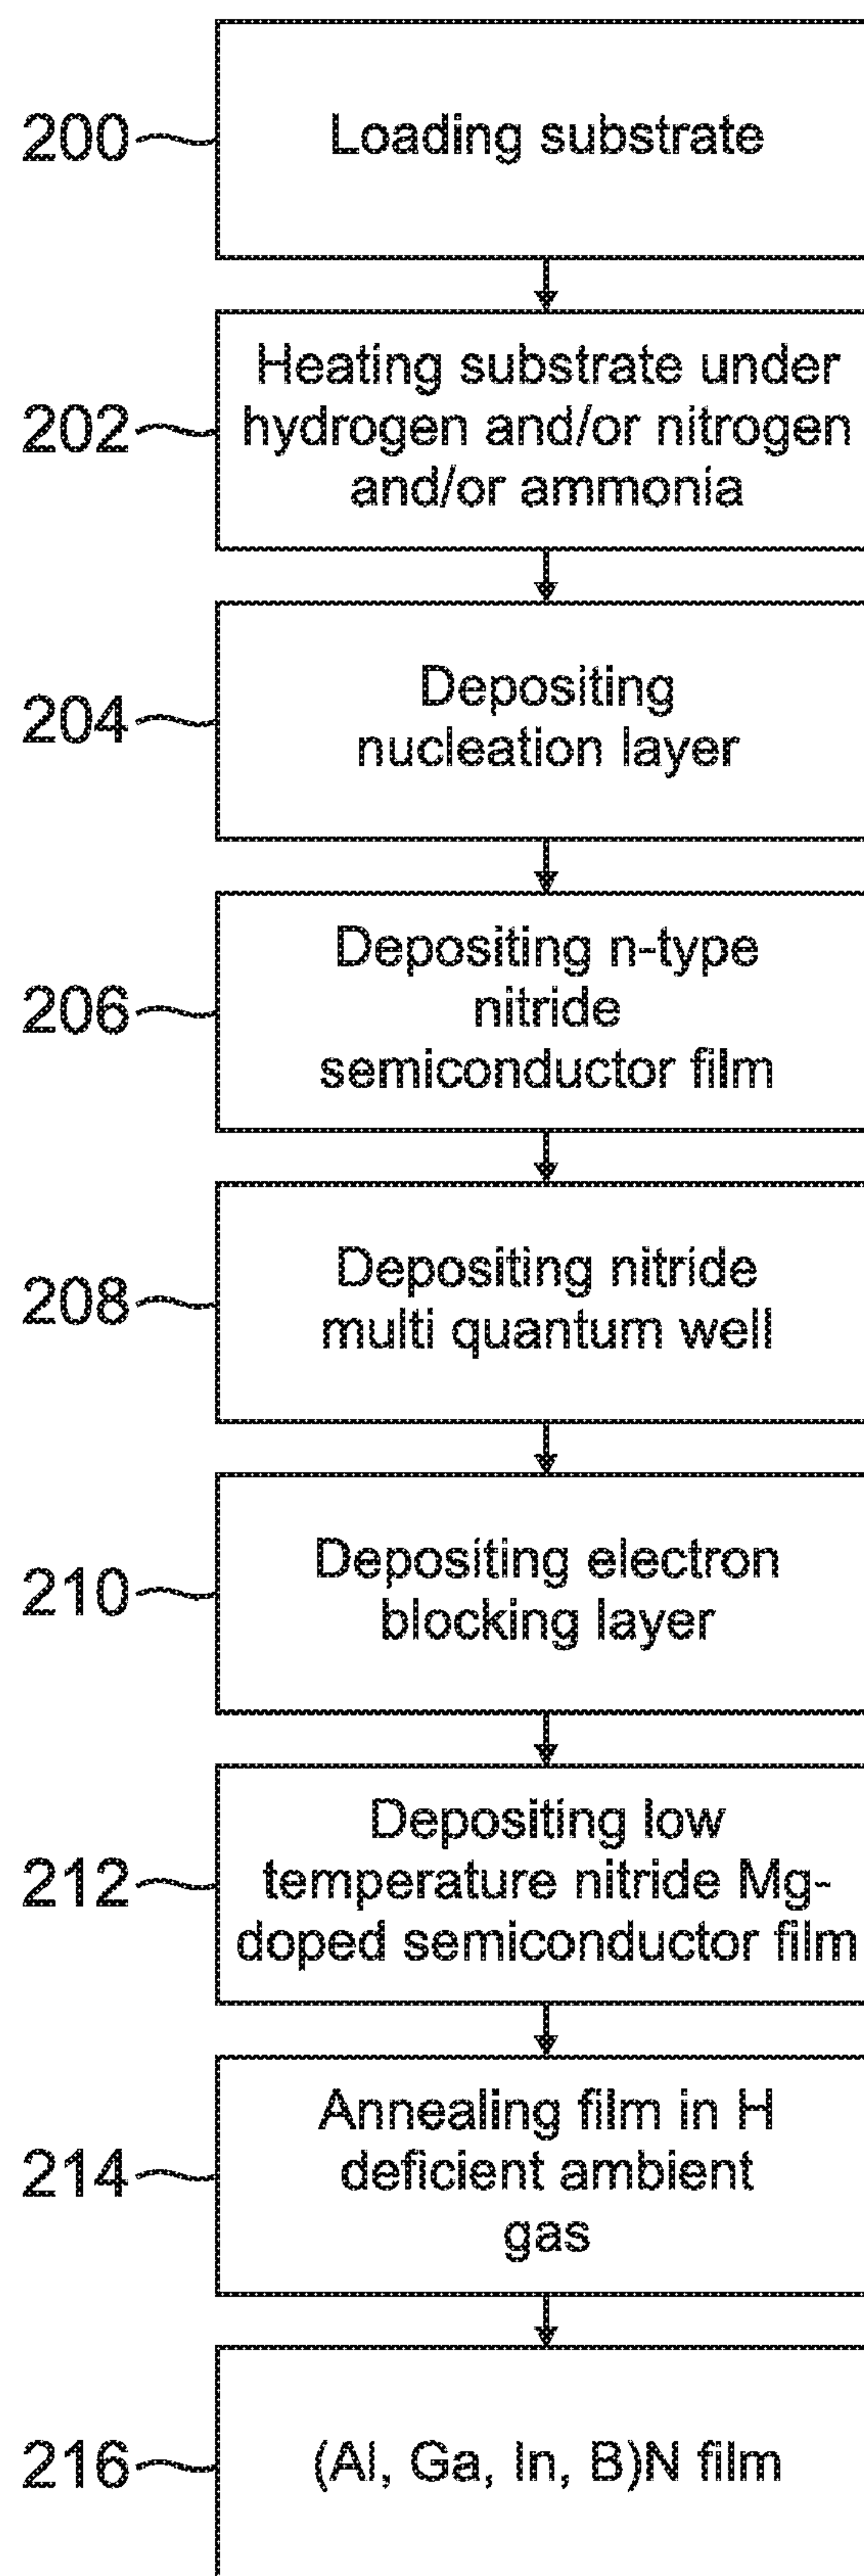 200
Loading substrate
202
Heating substrate under
hydrogen and/or nitrogen
and/or ammonia
204
Depositing
nucleation layer
206
Depositing n-type
nitride
semiconductor film
208
Depositing nitride
multi quantum well
210
Depositing electron
blocking layer
212
Depositing low
temperature nitride Mg-
doped semiconductor film
214
Annealing film in H
deficient ambient
gas
216
(Al, Ga, In, B)N film